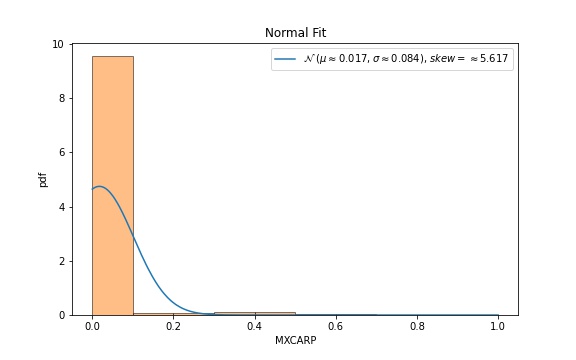 Normal Fit
𝒩 (μ ≈ 0.017, σ ≈ 0.084), skew = ≈ 5.617
10
8
6
4
2
0
pdf
0.0 0.2 0.4 0.6 0.8 1.0
MXCARP